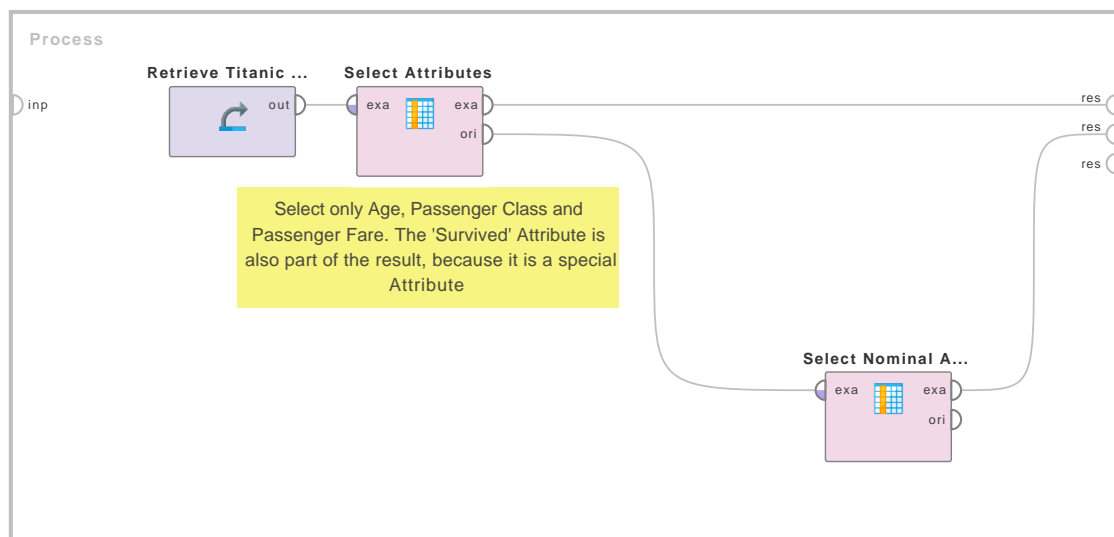 Process
Retrieve Titanic ...
Select Attributes
inp
out
exa
exa
ori
res
res
res
Select only Age, Passenger Class and
Passenger Fare. The 'Survived' Attribute is
also part of the result, because it is a special
Attribute
Select Nominal A...
exa
exa
ori